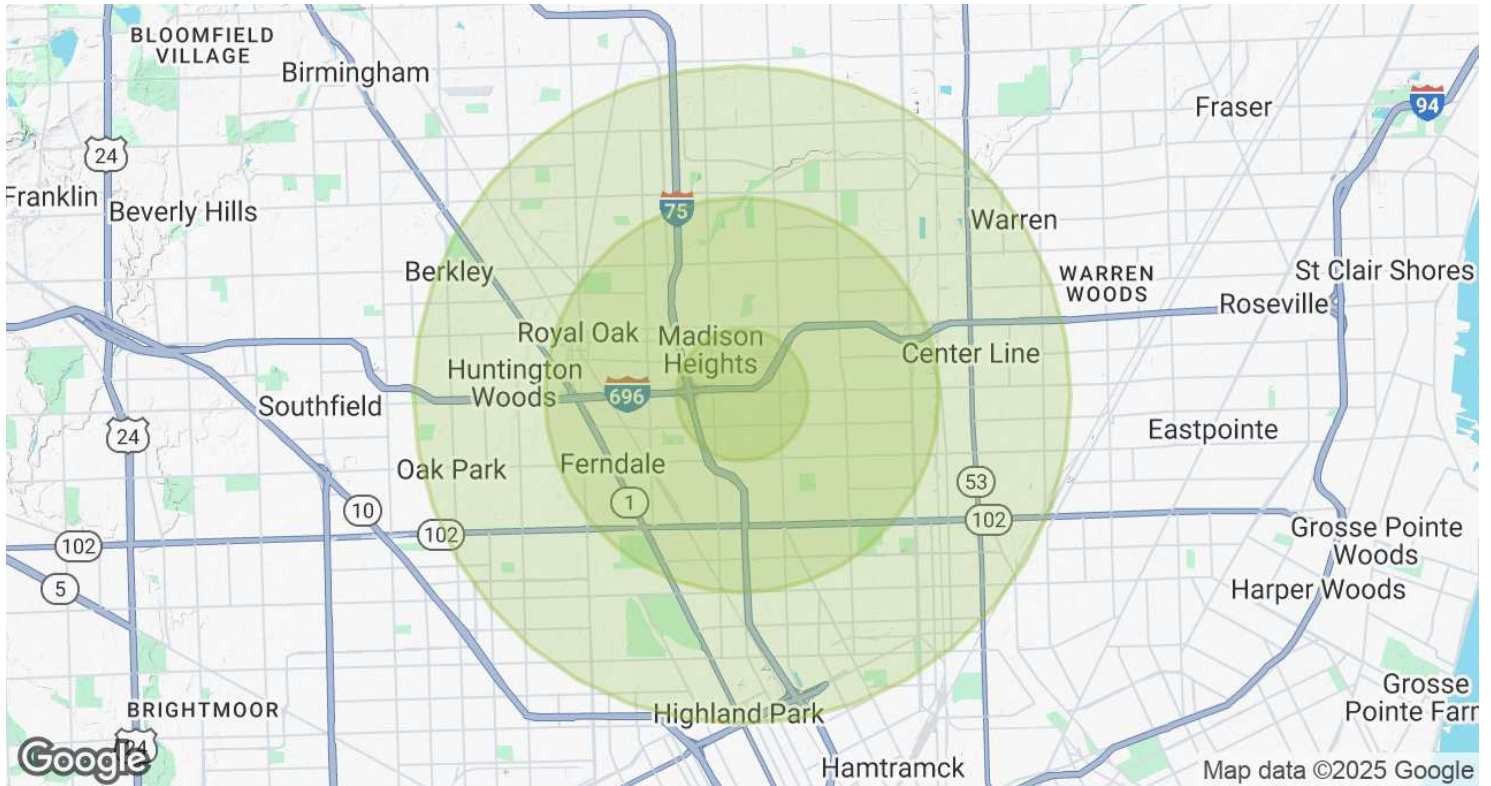 BLOOMFIELD
VILLAGE
Birmingham
Fraser
94
24
Franklin
Beverly Hills
75
Warren
Berkley
WARREN
WOODS
St Clair Shores
Roseville
Royal Oak
Madison
Heights
Center Line
Huntington
Woods
696
Southfield
24
Eastpointe
Oak Park
Ferndale
53
1
10
102
102
102
Grosse Pointe
Woods
5
Harper Woods
Grosse
Pointe Farm
BRIGHTMOOR
Highland Park
24
Google
Hamtramck
Map data ©2025 Google